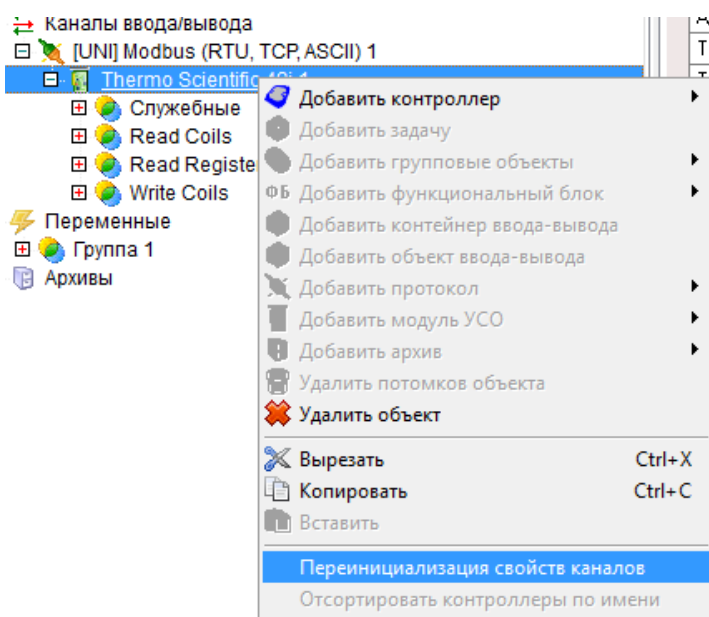 Каналы ввода/вывода
[UNI] Modbus (RTU, TCP, ASCII) 1
Thermo Scientific
Служебные
Read Coils
Read Registe
Write Coils
Переменные
Группа 1
Архивы
Добавить контроллер
Добавить задачу
Добавить групповые объекты
ФБ Добавить функциональный блок
Добавить контейнер ввода-вывода
Добавить объект ввода-вывода
Добавить протокол
Добавить модуль УСО
Добавить архив
Удалить потомков объекта
Удалить объект
Вырезать Ctrl+X
Копировать Ctrl+C
Вставить
Переинициализация свойств каналов
Отсортировать контроллеры по имени